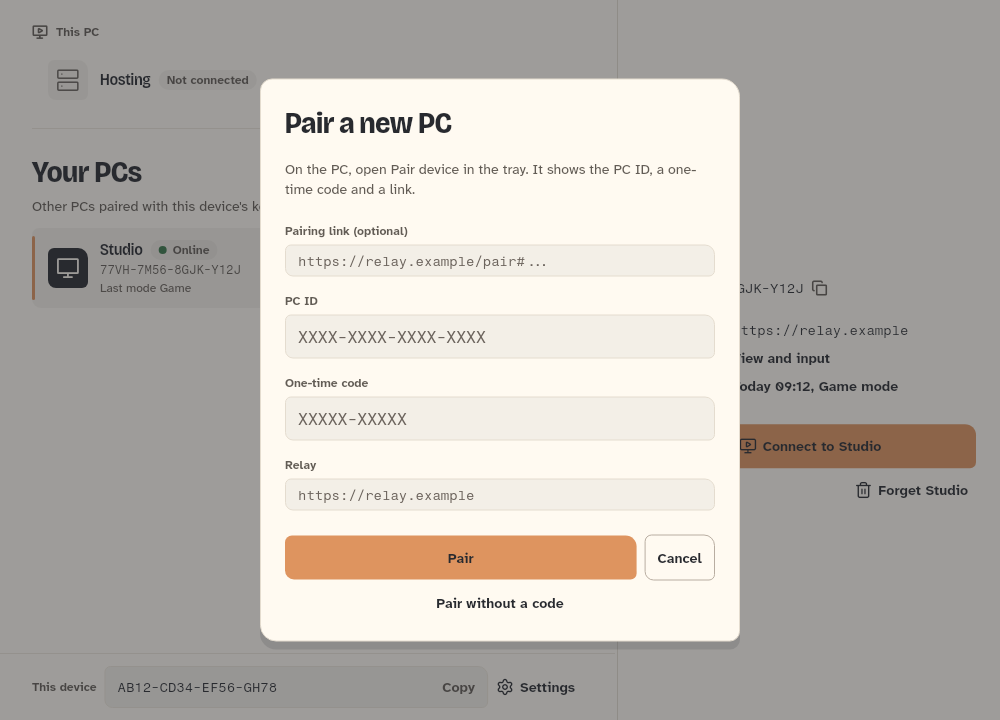 This PC
Hosting Not connected
Your PCs
Other PCs paired with this device's
Studio Online
77VH-7M56-8GJK-Y12J
Last mode Game
Pair a new PC
On the PC, open Pair device in the tray. It shows the PC ID, a one-
time code and a link.
Pairing link (optional)
https://relay.example/pair#...
PC ID
XXXX-XXXX-XXXX-XXXX
One-time code
XXXXX-XXXXX
Relay
https://relay.example
Pair Cancel
Pair without a code
GJK-Y12J
ttps://relay.example
iew and input
oday 09:12, Game mode
Connect to Studio
Forget Studio
This device AB12-CD34-EF56-GH78 Copy Settings